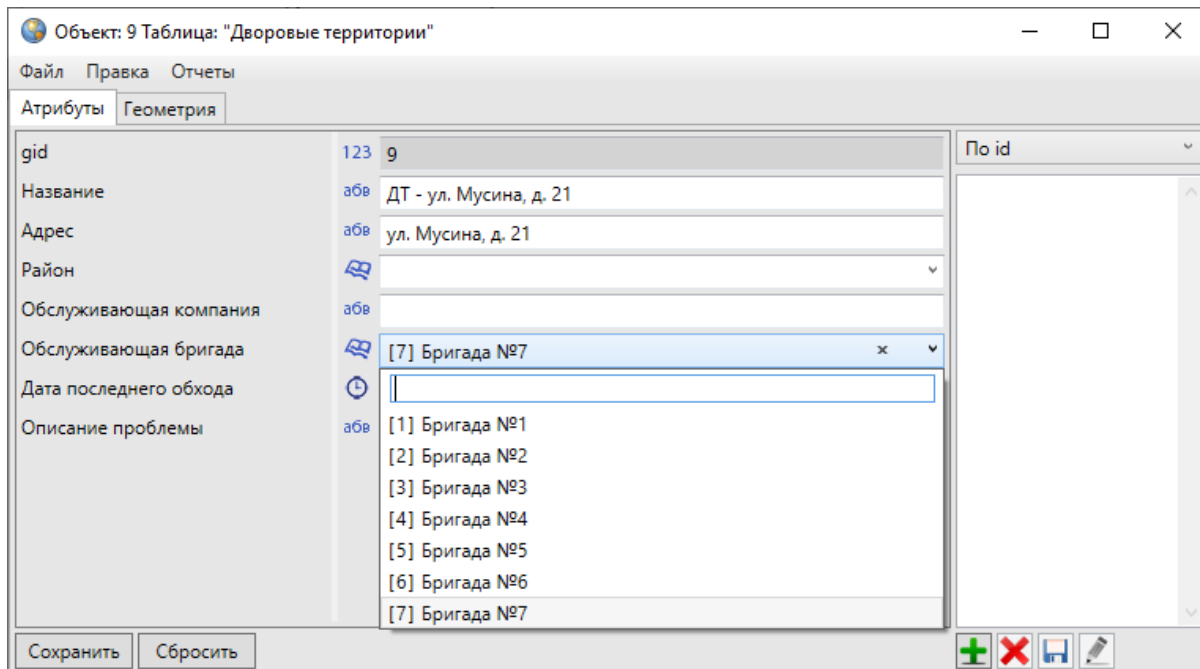 Объект: 9 Таблица: "Дворовые территории"
Файл Правка Отчеты
Атрибуты Геометрия
gid 123 9
По id
Название абв ДТ - ул. Мусина, д. 21
Адрес абв ул. Мусина, д. 21
Район
Обслуживающая компания абв
Обслуживающая бригада [7] Бригада №7
Дата последнего обхода
Описание проблемы абв
[1] Бригада №1
[2] Бригада №2
[3] Бригада №3
[4] Бригада №4
[5] Бригада №5
[6] Бригада №6
[7] Бригада №7
Сохранить Сбросить